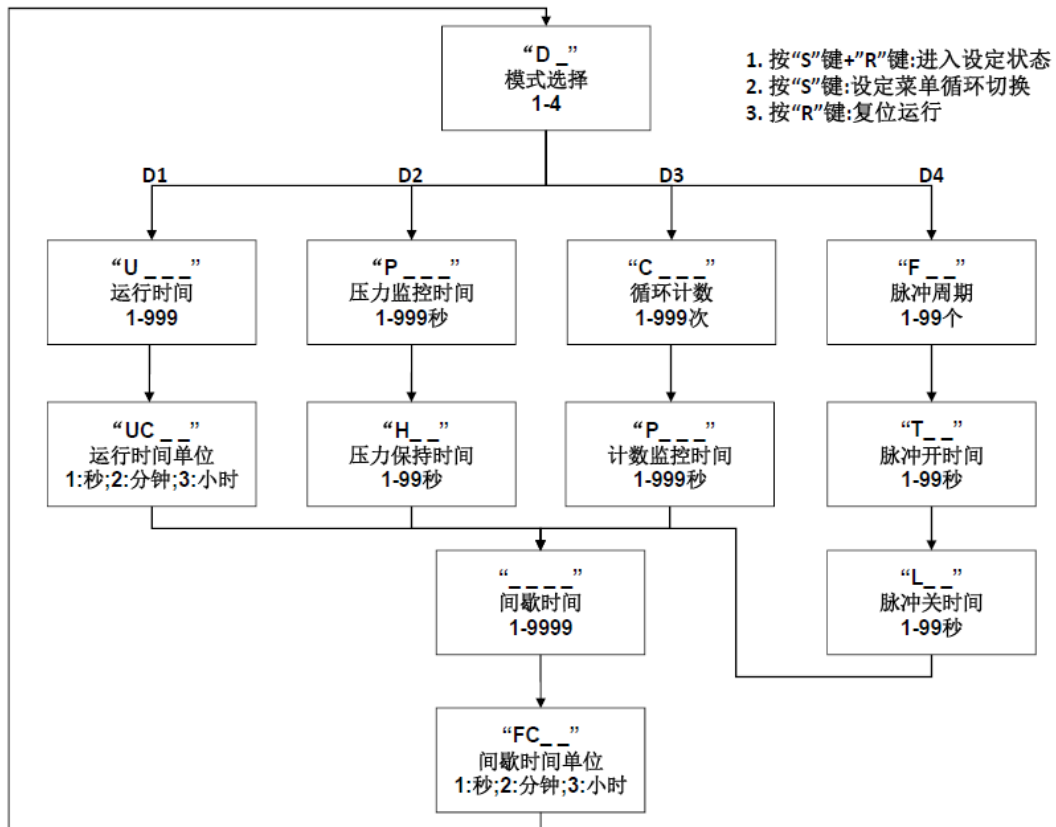 “D _”
模式选择
1-4
1. 按“S”键+”R”键:进入设定状态
2. 按“S”键:设定菜单循环切换
3. 按“R”键:复位运行
D1
D2
D3
D4
“U _ _ _”
运行时间
1-999
“P _ _ _”
压力监控时间
1-999秒
“C _ _ _”
循环计数
1-999次
“F _ _”
脉冲周期
1-99个
“UC _ _”
运行时间单位
1:秒;2:分钟;3:小时
“H_ _”
压力保持时间
1-99秒
“P_ _ _”
计数监控时间
1-999秒
“T_ _”
脉冲开时间
1-99秒
“_ _ _ _”
间歇时间
1-9999
“L_ _”
脉冲关时间
1-99秒
“FC_ _”
间歇时间单位
1:秒;2:分钟;3:小时